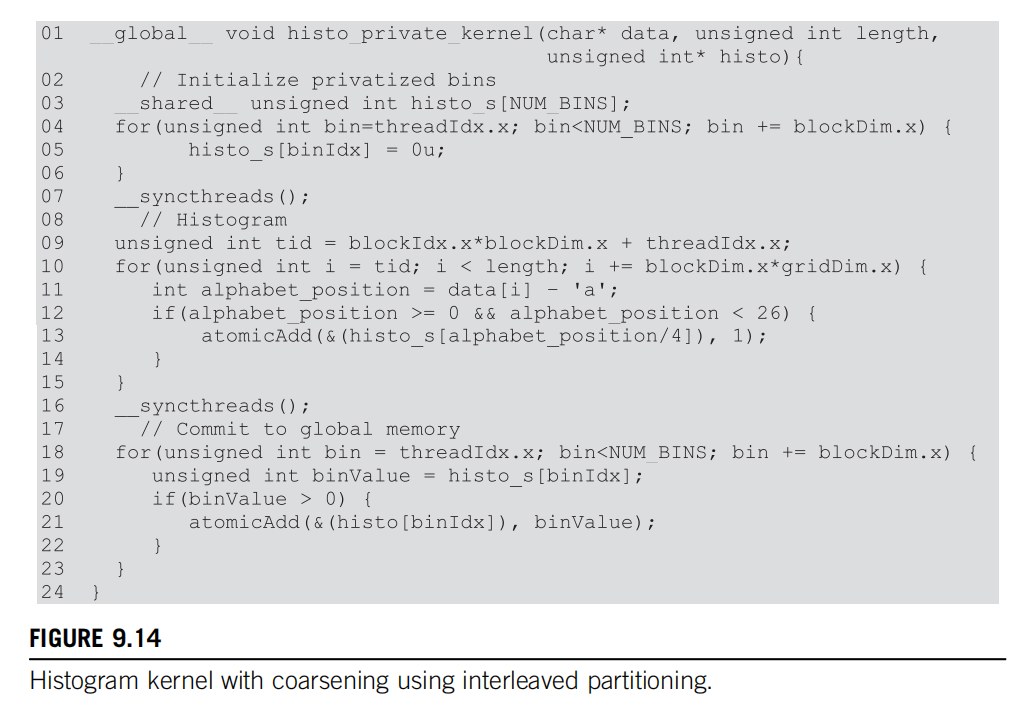 01 __global__ void histo_private_kernel(char* data, unsigned int length,
unsigned int* histo){
02 // Initialize privatized bins
03 __shared__ unsigned int histo_s[NUM_BINS];
04 for(unsigned int bin=threadIdx.x; bin<NUM_BINS; bin += blockDim.x) {
05 histo_s[binIdx] = 0u;
06 }
07 __syncthreads();
08 // Histogram
09 unsigned int tid = blockIdx.x*blockDim.x + threadIdx.x;
10 for(unsigned int i = tid; i < length; i += blockDim.x*gridDim.x) {
11 int alphabet_position = data[i] - 'a';
12 if(alphabet_position >= 0 && alphabet_position < 26) {
13 atomicAdd(&(histo_s[alphabet_position/4]), 1);
14 }
15 }
16 __syncthreads();
17 // Commit to global memory
18 for(unsigned int bin = threadIdx.x; bin<NUM_BINS; bin += blockDim.x) {
19 unsigned int binValue = histo_s[binIdx];
20 if(binValue > 0) {
21 atomicAdd(&(histo[binIdx]), binValue);
22 }
23 }
24 }
FIGURE 9.14
Histogram kernel with coarsening using interleaved partitioning.